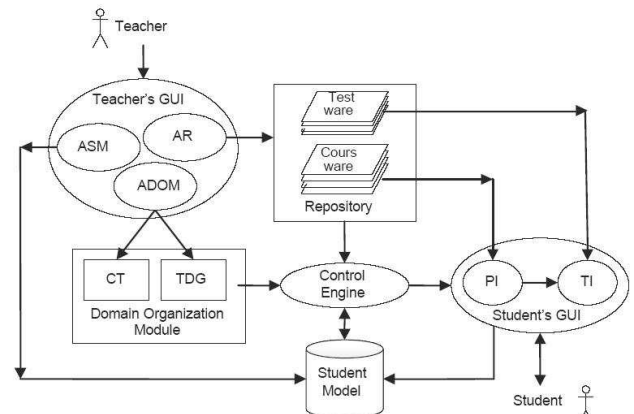 Teacher
Teacher's GUI
ASM
AR
ADOM
Test
ware
Cours
ware
Repository
CT
TDG
Domain Organization
Module
Control
Engine
PI
TI
Student's GUI
Student
Model
Student